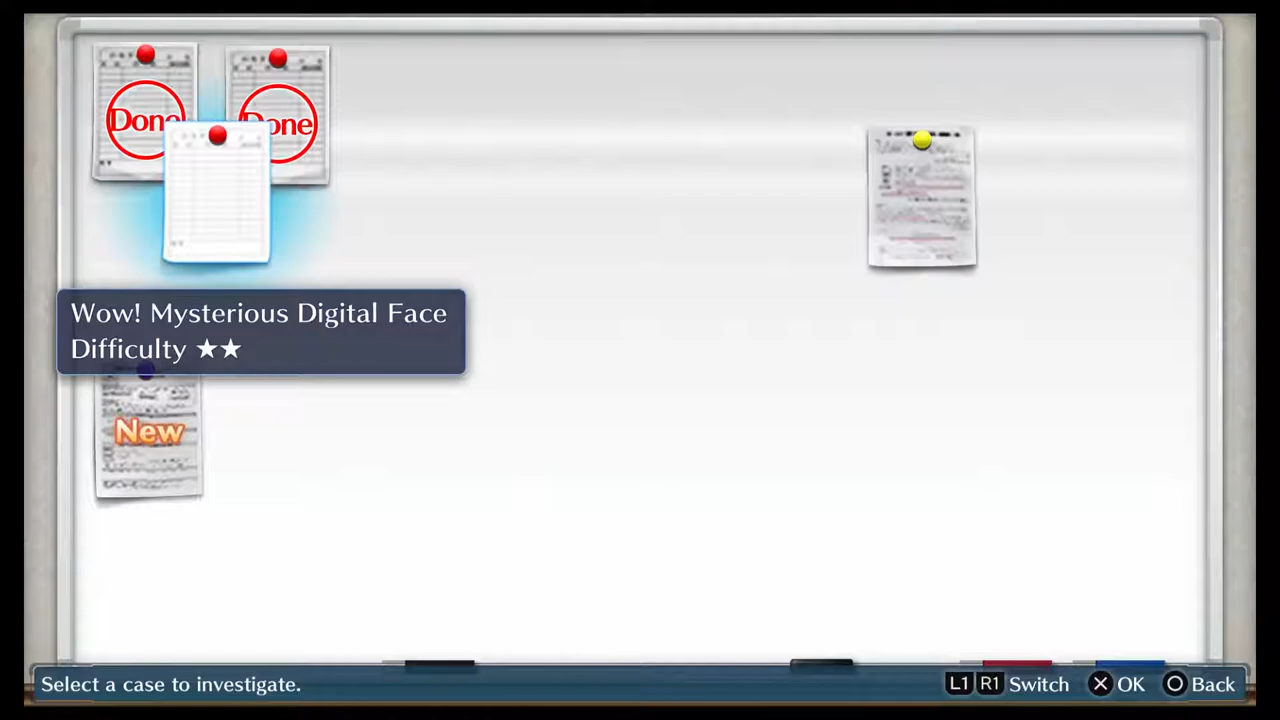 Done
Done
Wow! Mysterious Digital Face
Difficulty ★★
New
Select a case to investigate.
L1 R1 Switch OK Back